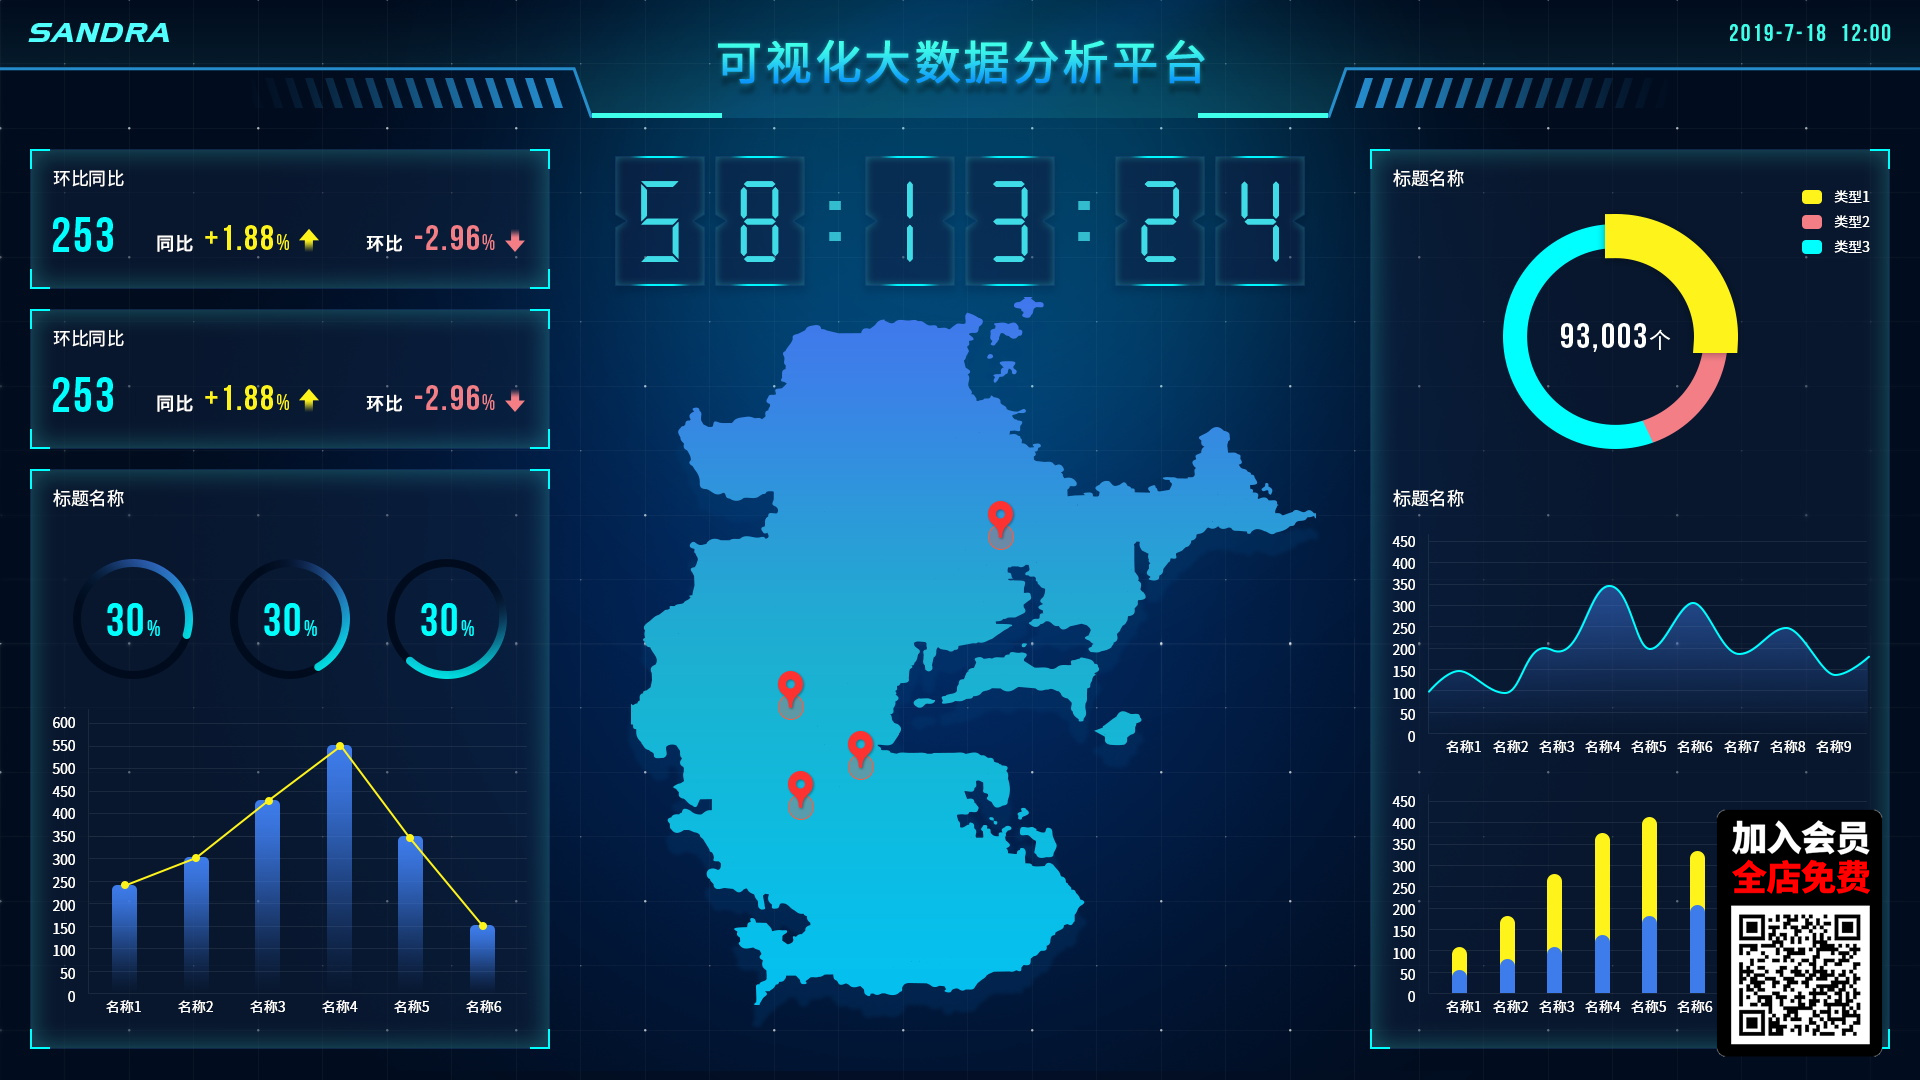 SANDRA
可视化大数据分析平台
2019-7-18 12:00
环比同比
253 同比 +1.88% 环比 -2.96%
环比同比
253 同比 +1.88% 环比 -2.96%
标题名称
30% 30% 30%
600
550
500
450
400
350
300
250
200
150
100
50
0
名称1 名称2 名称3 名称4 名称5 名称6
58:13:24
标题名称
类型1
类型2
类型3
93,003个
标题名称
450
400
350
300
250
200
150
100
50
0
名称1 名称2 名称3 名称4 名称5 名称6 名称7 名称8 名称9
450
400
350
300
250
200
150
100
50
0
名称1 名称2 名称3 名称4 名称5 名称6
加入会员
全店免费